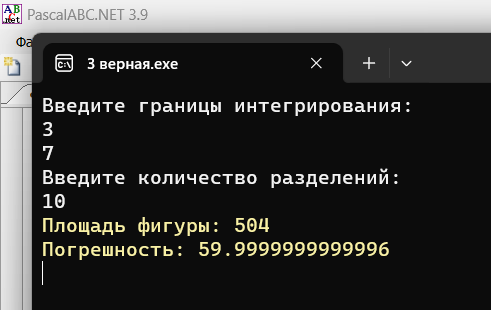 PascalABC.NET 3.9
Фа
3 верная.exe
Введите границы интегрирования:
3
7
Введите количество разделений:
10
Площадь фигуры: 504
Погрешность: 59.9999999999996